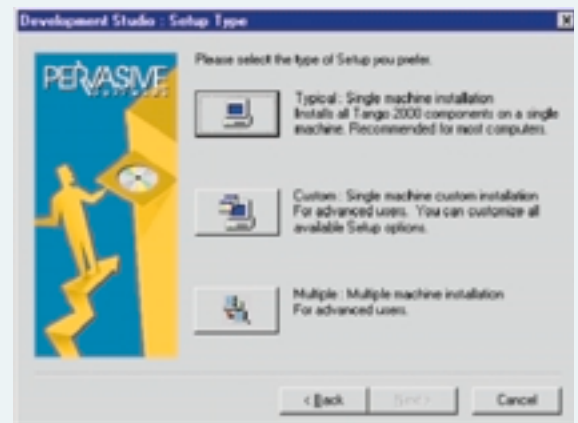 Development Studio : Setup Type
PERVASIVE
SOFTWARE
Please select the type of Setup you prefer.
Typical : Single machine installation
Installs all Tango 2000 components on a single
machine. Recommended for most computers.
Custom : Single machine custom installation
For advanced users. You can customize all
available Setup options.
Multiple : Multiple machine installation
For advanced users.
< Back
Next >
Cancel